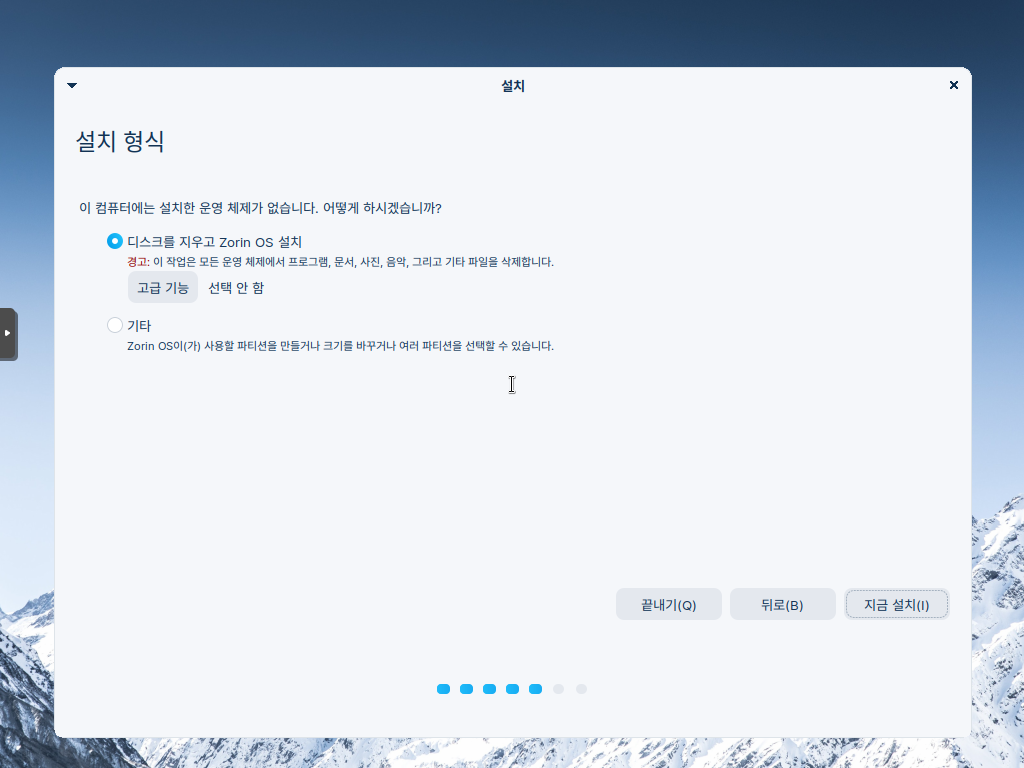 설치
설치 형식
이 컴퓨터에는 설치한 운영 체제가 없습니다. 어떻게 하시겠습니까?
디스크를 지우고 Zorin OS 설치
경고: 이 작업은 모든 운영 체제에서 프로그램, 문서, 사진, 음악, 그리고 기타 파일을 삭제합니다.
고급 기능 선택 안 함
기타
Zorin OS이(가) 사용할 파티션을 만들거나 크기를 바꾸거나 여러 파티션을 선택할 수 있습니다.
끝내기(Q) 뒤로(B) 지금 설치(I)